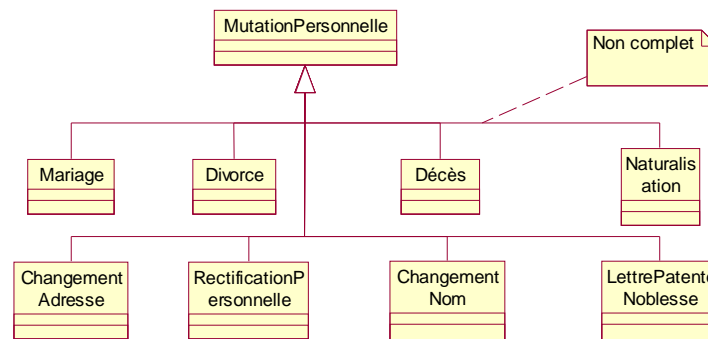 MutationPersonnelle
Non complet
Mariage
Divorce
Décès
Naturalis
ation
Changement
Adresse
RectificationP
ersonnelle
Changement
Nom
LettrePatente
Noblesse